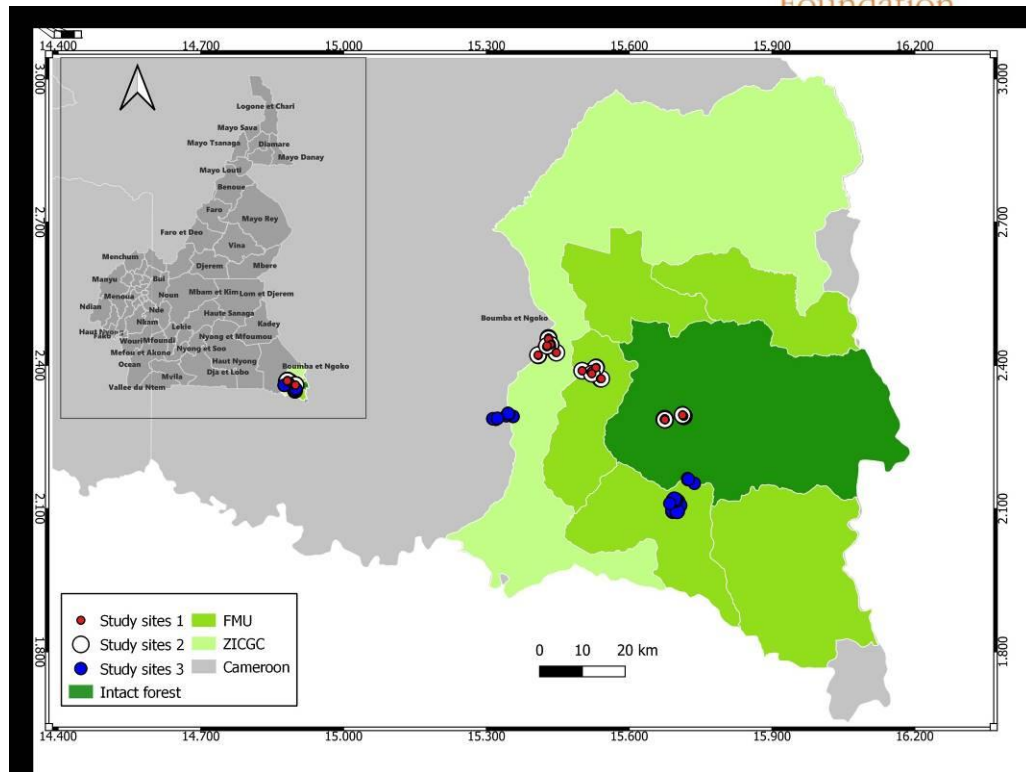 Foundation
14.400 14.700 15.000 15.300 15.600 15.900 16.200
3.000 3.000
Logone et Chari
Mayo Sava
Mayo Tsanaga Diamare
Mayo Danay
Mayo Louti
Benoue
Faro
Mayo Rey
Faro et Deo
Vina
2.700 2.700
Menchum Djerem Mbere
Manyu Bui
Menoua Noun Mbam et Kim Lom et Djerem
Ndian Nde Haute Sanaga
Nkam Lekie Kadey
Haut Nyong
Fako Wouri Mfoundi Nyong et Mfoumou
Mefou et Akono Nyong et Soo
Ocean Haut Nyong Boumba et Ngoko
Mvila Dja et Lobo
Vallee du Ntem
Boumba et Ngoko
2.400 2.400
2.100 2.100
1.800 1.800
Study sites 1 FMU
Study sites 2 ZICGC
Study sites 3 Cameroon
Intact forest
0 10 20 km
14.400 14.700 15.000 15.300 15.600 15.900 16.200